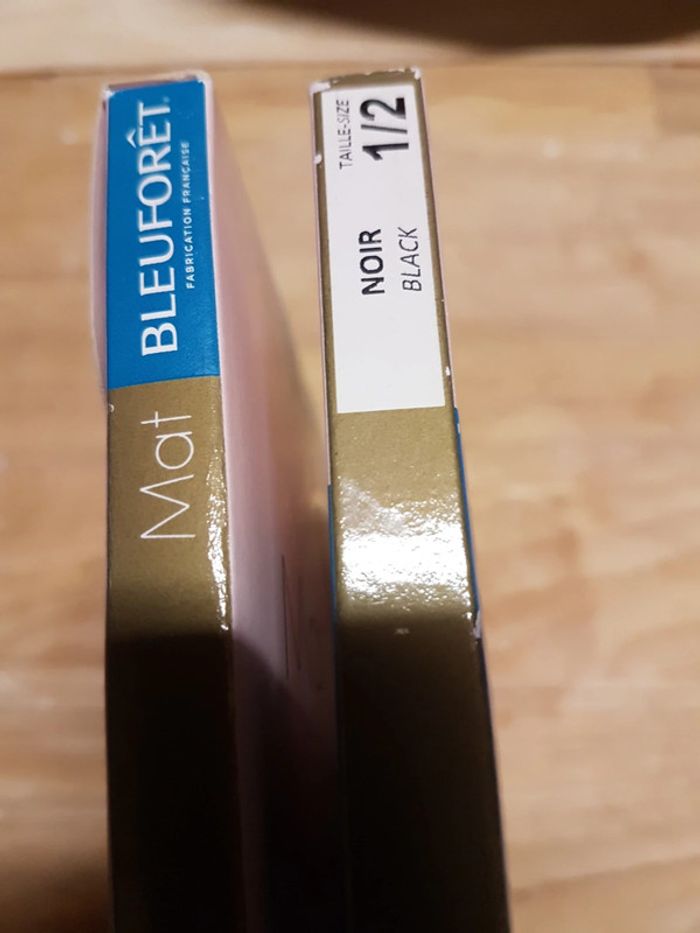 BLEUFORÊT®
FABRICATION FRANÇAISE
Mat
TAILLE-SIZE
1/2
NOIR
BLACK